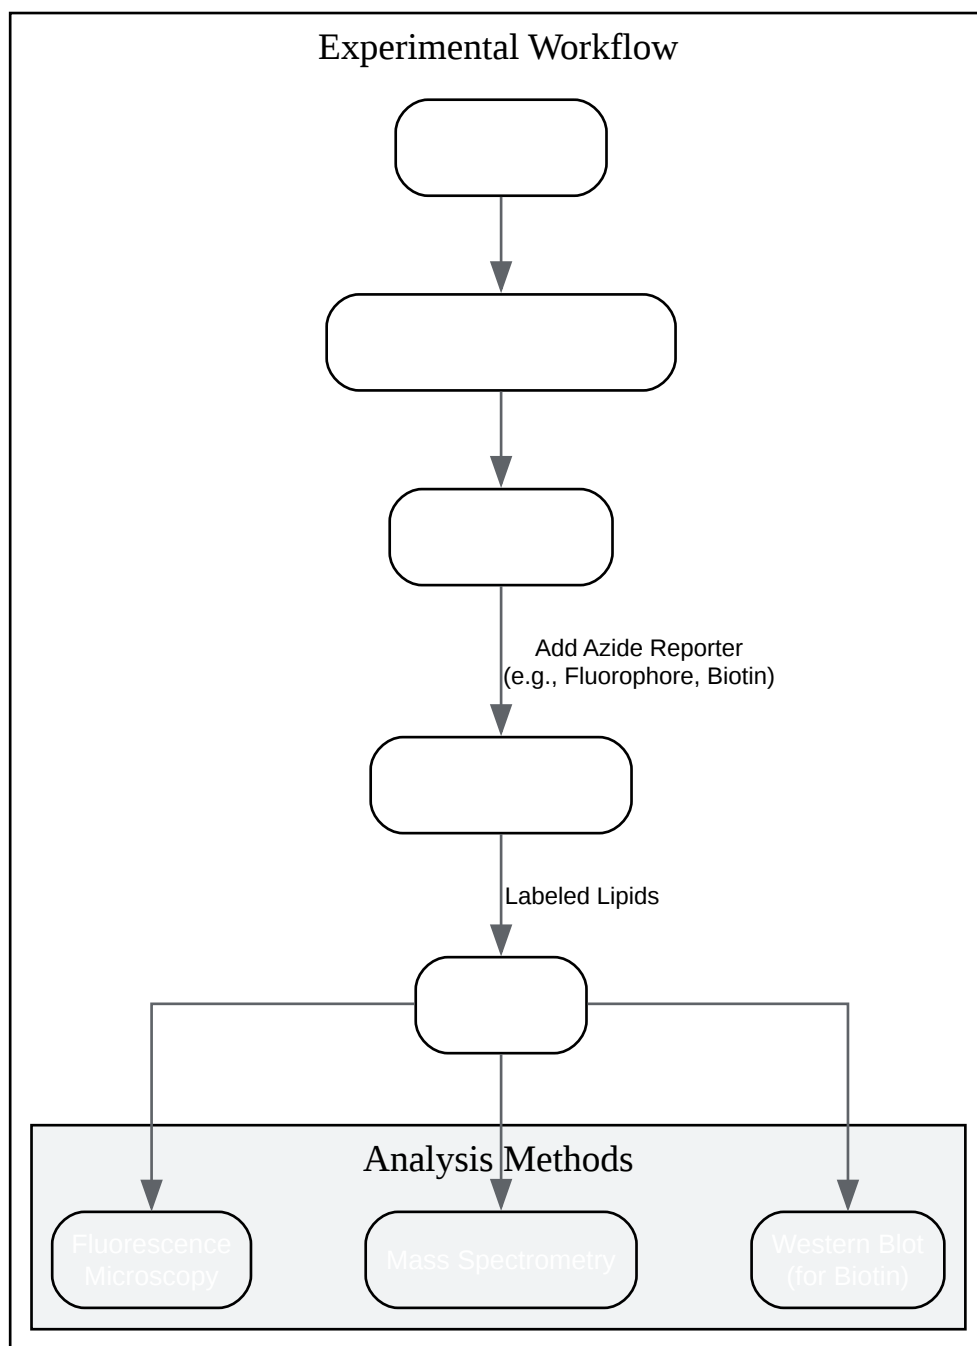 Experimental Workflow
Add Azide Reporter
(e.g., Fluorophore, Biotin)
Labeled Lipids
Analysis Methods
Fluorescence
Microscopy
Mass Spectrometry
Western Blot
(for Biotin)